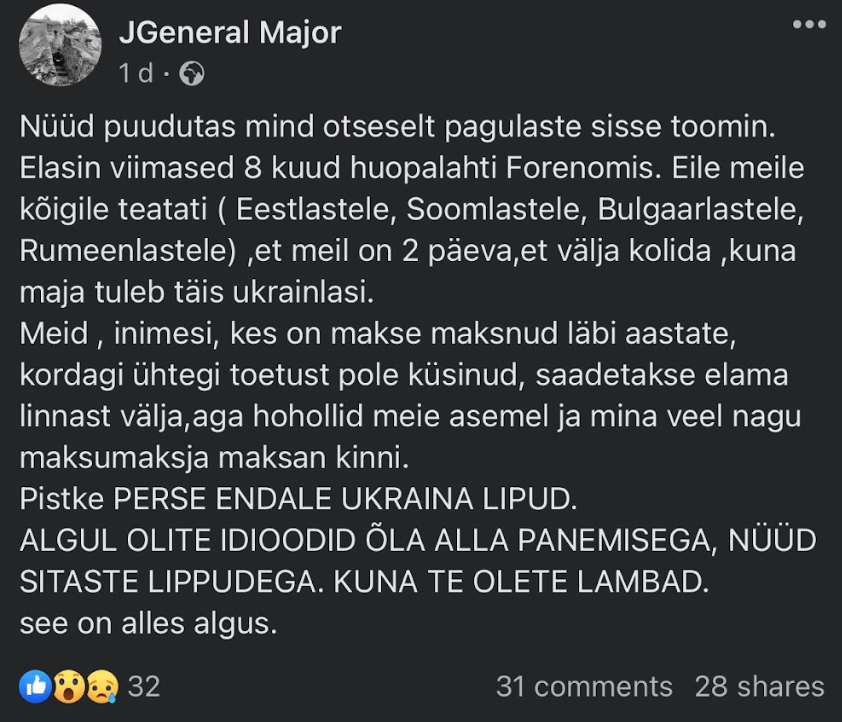 JGeneral Major
1 d ·
Nüüd puudutas mind otseselt pagulaste sisse toomin.
Elasin viimased 8 kuud huopalahti Forenomis. Eile meile
kõigile teatati ( Eestlastele, Soomlastele, Bulgaarlastele,
Rumeenlastele) ,et meil on 2 päeva,et välja kolida ,kuna
maja tuleb täis ukrainlasi.
Meid , inimesi, kes on makse maksnud läbi aastate,
kordagi ühtegi toetust pole küsinud, saadetakse elama
linnast välja,aga hohollid meie asemel ja mina veel nagu
maksumaksja maksan kinni.
Pistke PERSE ENDALE UKRAINA LIPUD.
ALGUL OLITE IDIOODID ÕLA ALLA PANEMISEGA, NÜÜD
SITASTE LIPPUDEGA. KUNA TE OLETE LAMBAD.
see on alles algus.
32
31 comments 28 shares